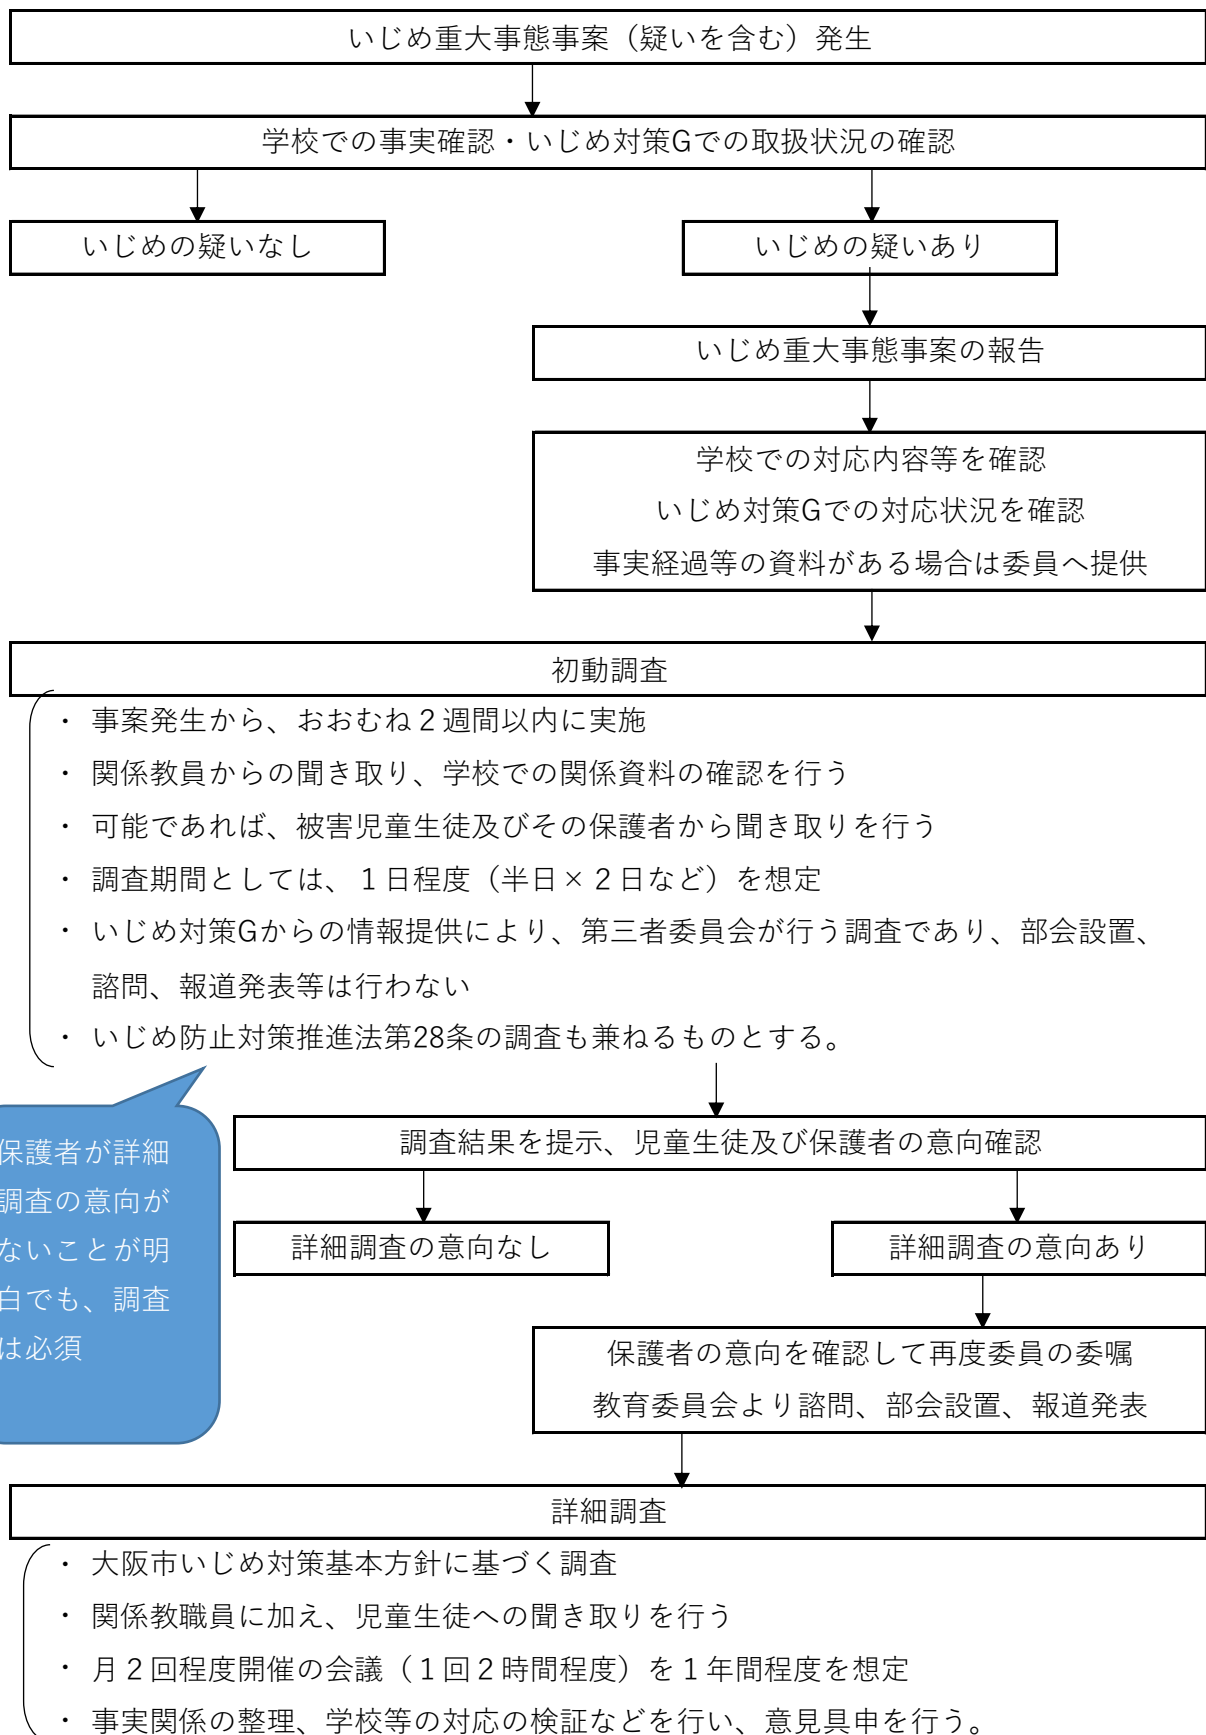 いじめ重大事態事案（疑いを含む）発生
学校での事実確認・いじめ対策Gでの取扱状況の確認
いじめの疑いなし
いじめの疑いあり
いじめ重大事態事案の報告
学校での対応内容等を確認
いじめ対策Gでの対応状況を確認
事実経過等の資料がある場合は委員へ提供
初動調査
・ 事案発生から、おおむね２週間以内に実施
・ 関係教員からの聞き取り、学校での関係資料の確認を行う
・ 可能であれば、被害児童生徒及びその保護者から聞き取りを行う
・ 調査期間としては、１日程度（半日×２日など）を想定
・ いじめ対策Gからの情報提供により、第三者委員会が行う調査であり、部会設置、
諮問、報道発表等は行わない
・ いじめ防止対策推進法第28条の調査も兼ねるものとする。
保護者が詳細
調査の意向が
ないことが明
白でも、調査
は必須
調査結果を提示、児童生徒及び保護者の意向確認
詳細調査の意向なし
詳細調査の意向あり
保護者の意向を確認して再度委員の委嘱
教育委員会より諮問、部会設置、報道発表
詳細調査
・ 大阪市いじめ対策基本方針に基づく調査
・ 関係教職員に加え、児童生徒への聞き取りを行う
・ 月２回程度開催の会議（１回２時間程度）を１年間程度を想定
・ 事実関係の整理、学校等の対応の検証などを行い、意見具申を行う。